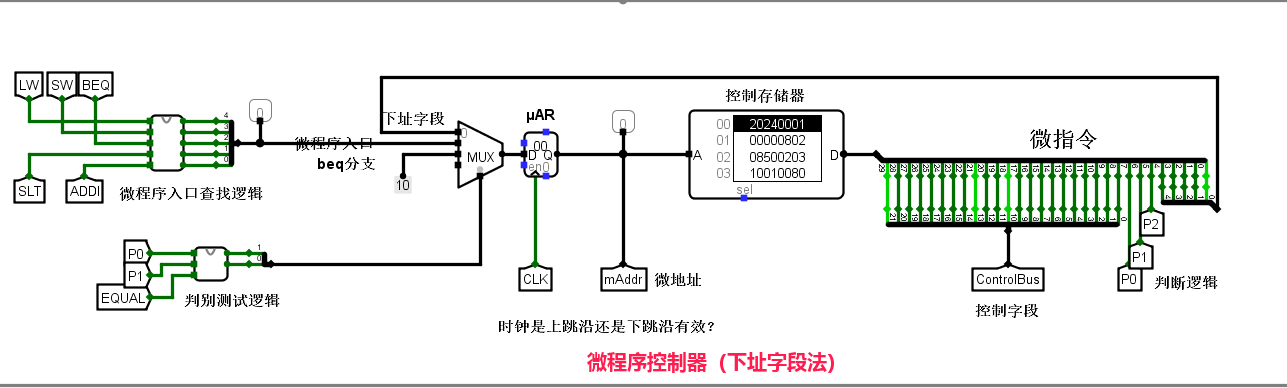 LW SW BEQ
4
3
2
1
0
SLT ADDI
微程序入口查找逻辑
0
下址字段
微程序入口
beq分支
10
0
MUX
μAR
00
D Q
en0
0
控制存储器
00 20240001
01 00000802
02 08500203
03 10010080
A
D
sel
微指令
P0
P1
EQUAL
1
0
判别测试逻辑
CLK
mAddr
微地址
ControlBus
控制字段
P2
P1
P0
判断逻辑
时钟是上跳沿还是下跳沿有效?
微程序控制器（下址字段法)